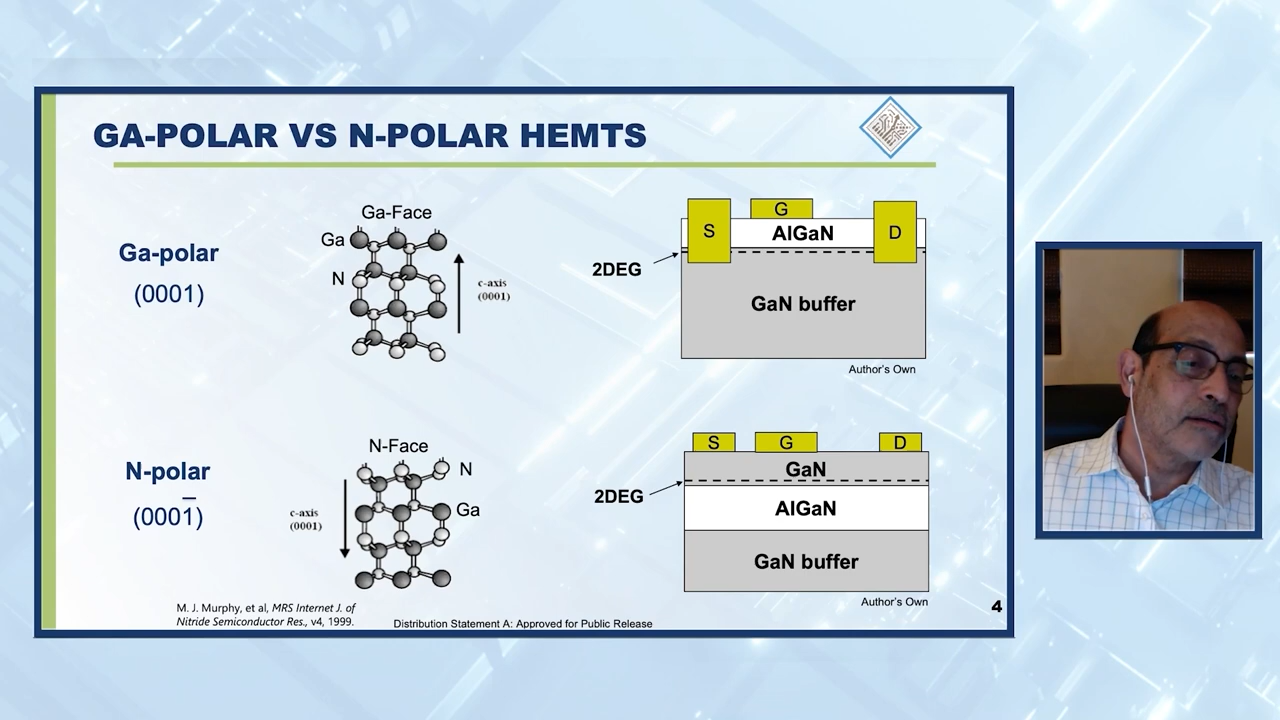 GA-POLAR VS N-POLAR HEMTS
Ga-polar
(0001)
Ga-Face
Ga
N
c-axis
(0001)
S
G
D
AlGaN
2DEG
GaN buffer
Author's Own
N-polar
(0001̅)
N-Face
N
Ga
c-axis
(0001)
S
G
D
GaN
2DEG
AlGaN
GaN buffer
Author's Own
M. J. Murphy, et al, MRS Internet J. of
Nitride Semiconductor Res., v4, 1999.
Distribution Statement A: Approved for Public Release
4